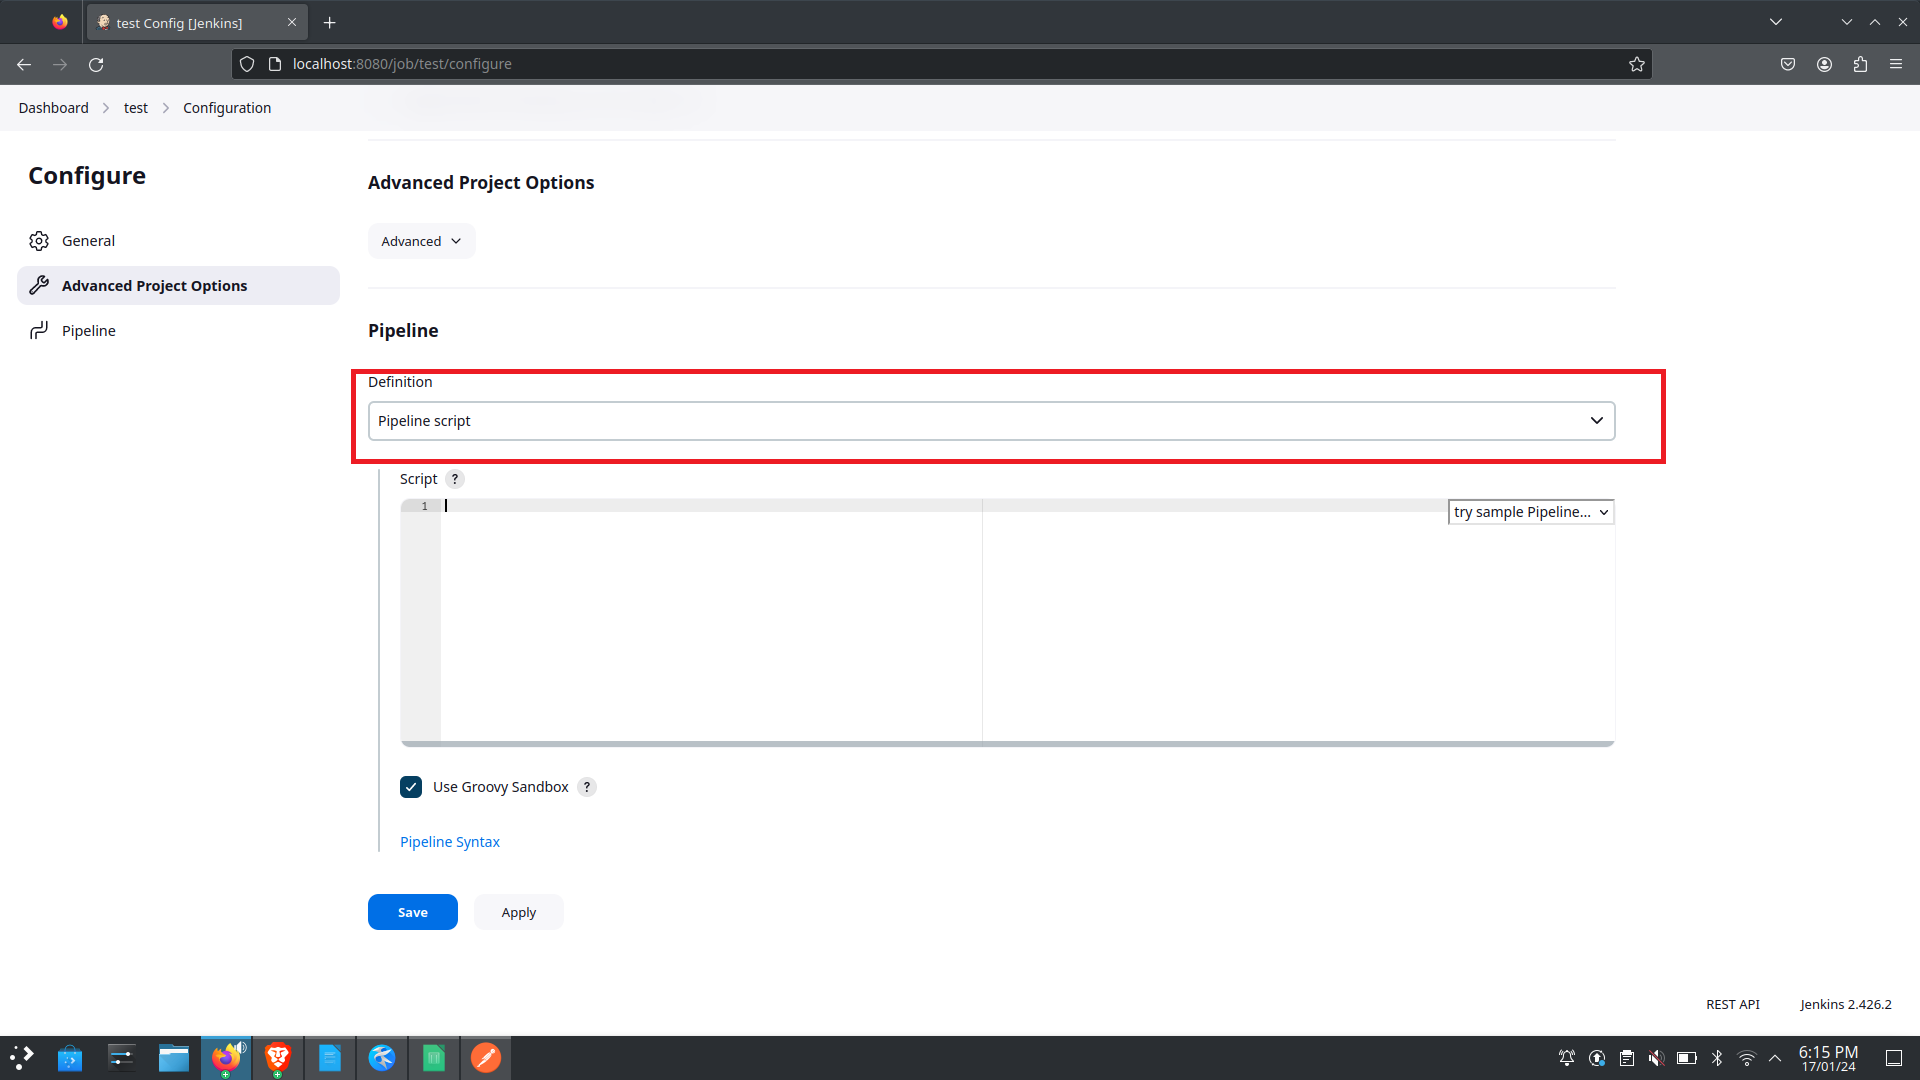 test Config [Jenkins]
localhost:8080/job/test/configure
Dashboard test Configuration
Configure
General
Advanced Project Options
Pipeline
Advanced Project Options
Advanced
Pipeline
Definition
Pipeline script
Script ?
1
try sample Pipeline...
Use Groovy Sandbox ?
Pipeline Syntax
Save Apply
REST API Jenkins 2.426.2
6:15 PM
17/01/24